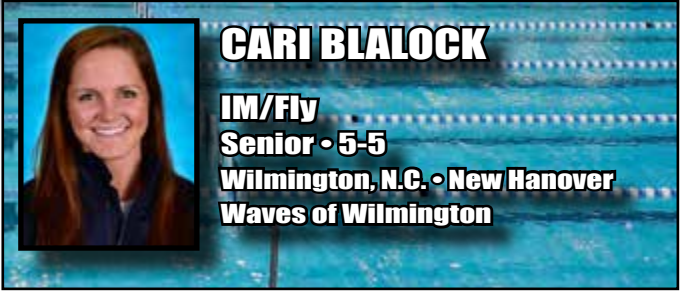 CARI BLALOCK
IM/Fly
Senior • 5-5
Wilmington, N.C. • New Hanover
Waves of Wilmington